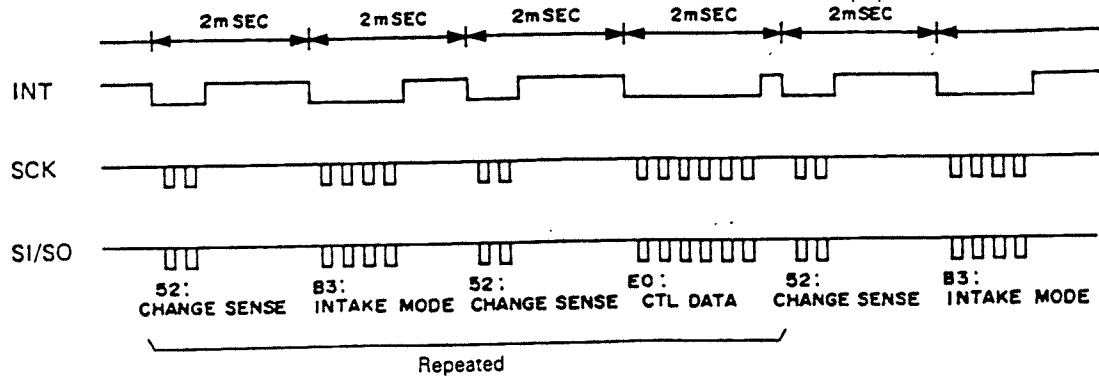 2mSEC 2mSEC 2mSEC 2mSEC 2mSEC
INT
SCK
SI/SO
52: B3: 52: E0: 52: B3:
CHANGE SENSE INTAKE MODE CHANGE SENSE CTL DATA CHANGE SENSE INTAKE MODE
Repeated